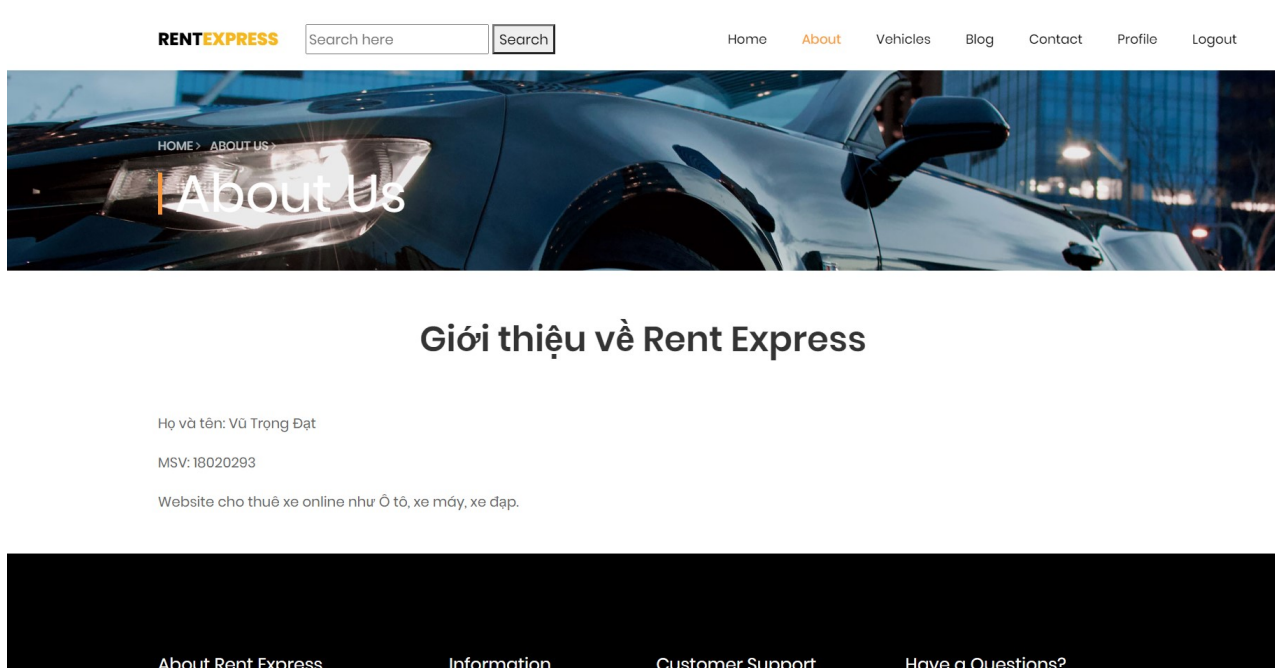 RENTEXPRESS Search here Search Home About Vehicles Blog Contact Profile Logout
HOME > ABOUT US >
About Us
Giới thiệu về Rent Express
Họ và tên: Vũ Trọng Đạt
MSV: 18020293
Website cho thuê xe online như Ô tô, xe máy, xe đạp.
About Rent Express Information Customer Support Have a Questions?